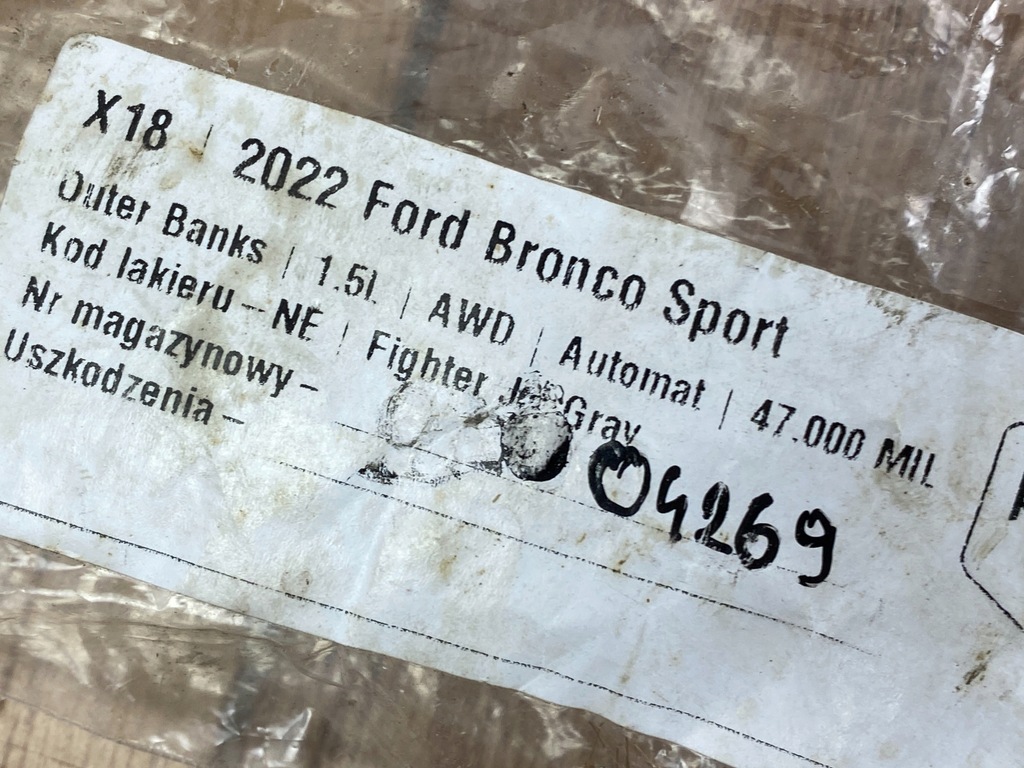 X18 | 2022 Ford Bronco Sport
Outer Banks | 1.5L | AWD | Automat | 47.000 MIL
Kod lakieru – NE | Fighter Jet Gray
Nr magazynowy – 04269
Uszkodzenia –